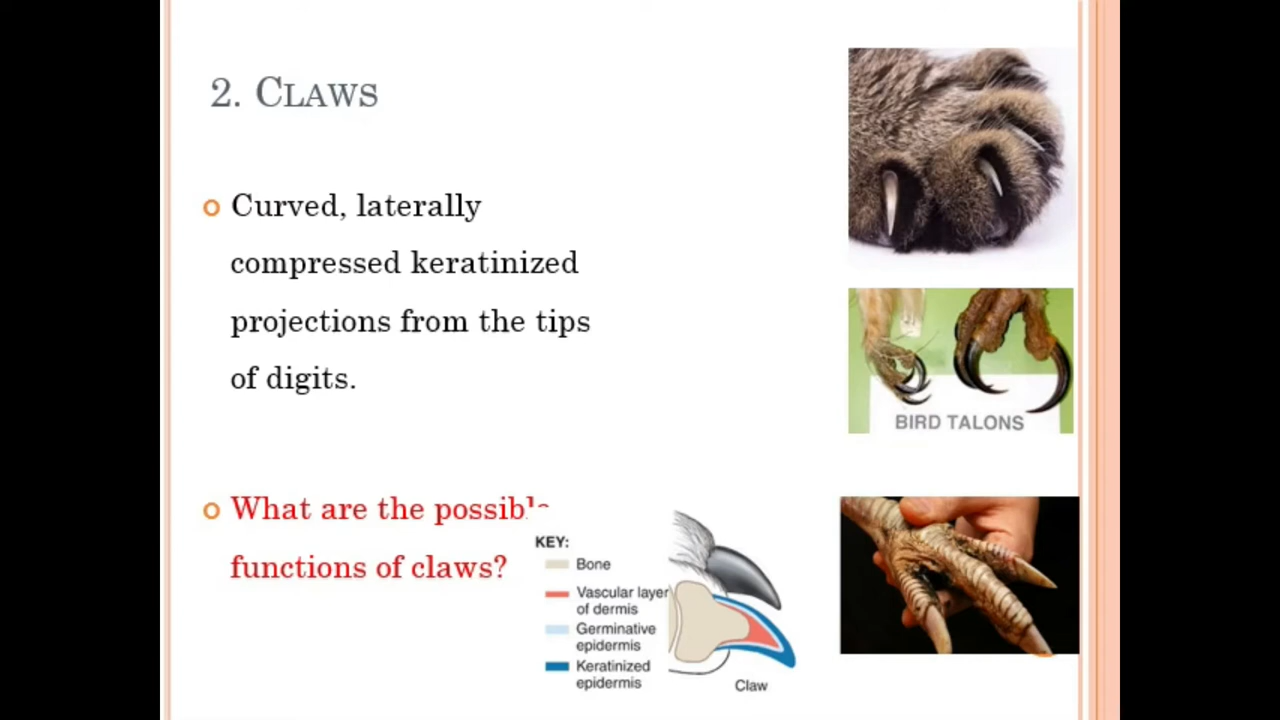 2. CLAWS
Curved, laterally
compressed keratinized
projections from the tips
of digits.
What are the possible
functions of claws?
KEY:
Bone
Vascular layer
of dermis
Germinative
epidermis
Keratinized
epidermis
Claw
BIRD TALONS